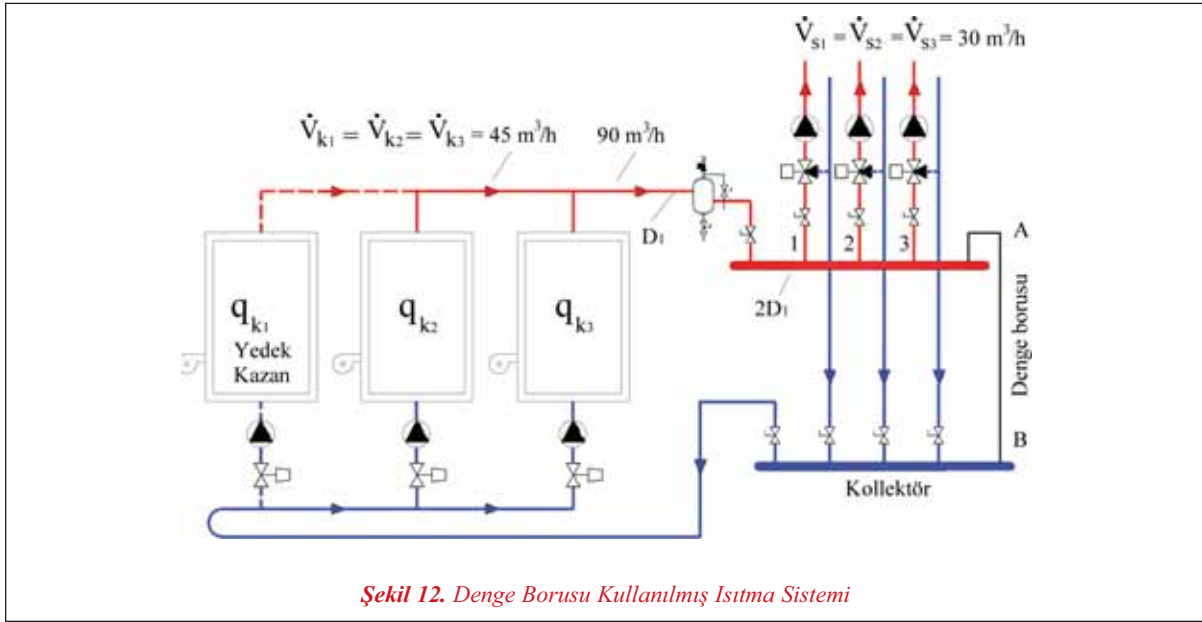 V̇s1 = V̇s2 = V̇s3 = 30 m³/h
V̇k1 = V̇k2 = V̇k3 = 45 m³/h
90 m³/h
D1
1
2
3
A
2D1
Denge borusu
qk1
Yedek
Kazan
qk2
qk3
B
Kollektör
Şekil 12. Denge Borusu Kullanılmış Isıtma Sistemi